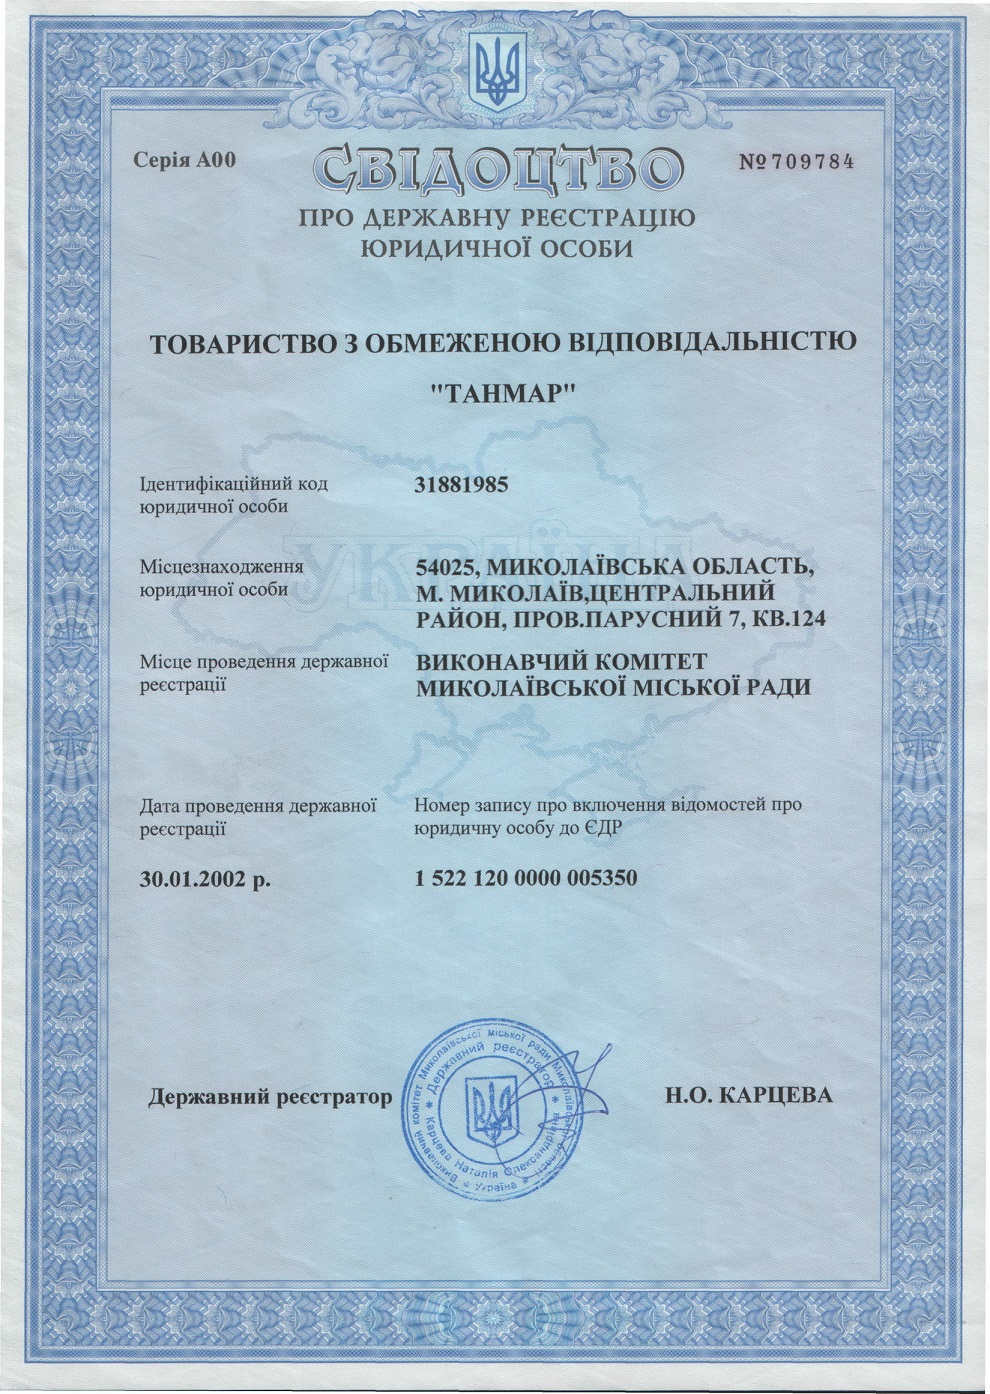 Серія А00
СВІДОЦТВО
№709784
ПРО ДЕРЖАВНУ РЕЄСТРАЦІЮ
ЮРИДИЧНОЇ ОСОБИ
ТОВАРИСТВО З ОБМЕЖЕНОЮ ВІДПОВІДАЛЬНІСТЮ
"ТАНМАР"
Ідентифікаційний код
юридичної особи
31881985
УКРАЇНА
Місцезнаходження
юридичної особи
54025, МИКОЛАЇВСЬКА ОБЛАСТЬ,
М. МИКОЛАЇВ,ЦЕНТРАЛЬНИЙ
РАЙОН, ПРОВ.ПАРУСНИЙ 7, КВ.124
Місце проведення державної
реєстрації
ВИКОНАВЧИЙ КОМІТЕТ
МИКОЛАЇВСЬКОЇ МІСЬКОЇ РАДИ
Дата проведення державної
реєстрації
Номер запису про включення відомостей про
юридичну особу до ЄДР
30.01.2002 р.
1 522 120 0000 005350
Державний реєстратор
Н.О. КАРЦЕВА
Виконавчий комітет Миколаївської міської ради Миколаївської області
* Україна *
* Державний реєстратор *
Карцева Наталія Олександрівна